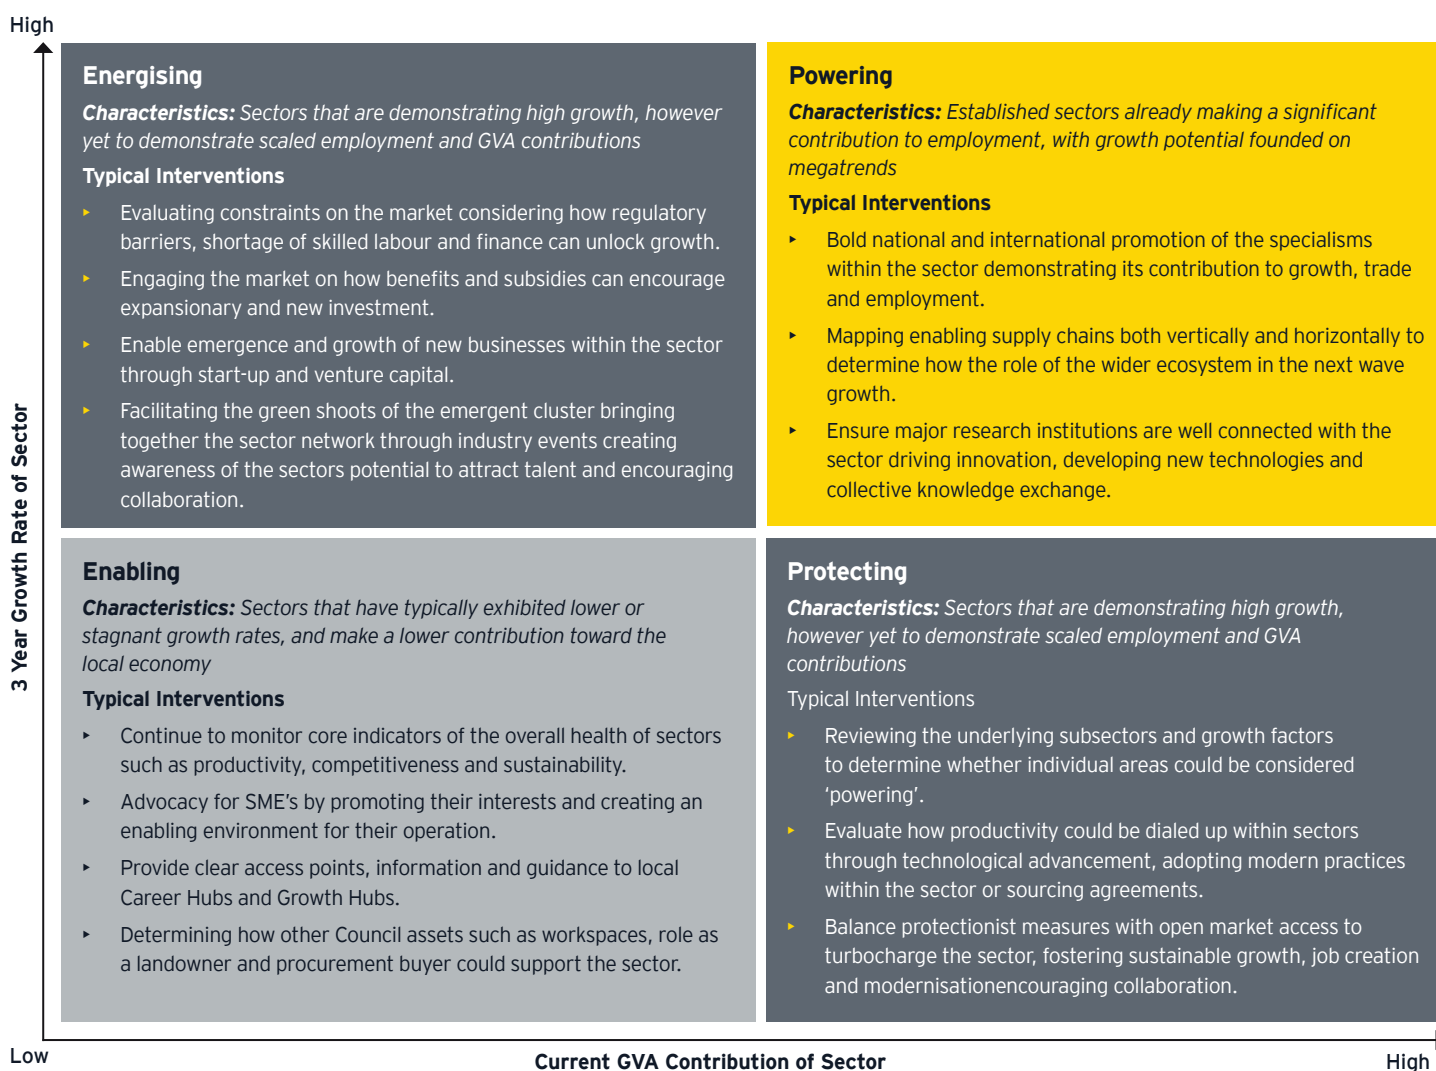 High
Energising
Characteristics: Sectors that are demonstrating high growth, however
yet to demonstrate scaled employment and GVA contributions
Typical Interventions
‣ Evaluating constraints on the market considering how regulatory
barriers, shortage of skilled labour and finance can unlock growth.
‣ Engaging the market on how benefits and subsidies can encourage
expansionary and new investment.
‣ Enable emergence and growth of new businesses within the sector
through start-up and venture capital.
‣ Facilitating the green shoots of the emergent cluster bringing
together the sector network through industry events creating
awareness of the sectors potential to attract talent and encouraging
collaboration.
Powering
Characteristics: Established sectors already making a significant
contribution to employment, with growth potential founded on
megatrends
Typical Interventions
‣ Bold national and international promotion of the specialisms
within the sector demonstrating its contribution to growth, trade
and employment.
‣ Mapping enabling supply chains both vertically and horizontally to
determine how the role of the wider ecosystem in the next wave
growth.
‣ Ensure major research institutions are well connected with the
sector driving innovation, developing new technologies and
collective knowledge exchange.
3 Year Growth Rate of Sector
Enabling
Characteristics: Sectors that have typically exhibited lower or
stagnant growth rates, and make a lower contribution toward the
local economy
Typical Interventions
‣ Continue to monitor core indicators of the overall health of sectors
such as productivity, competitiveness and sustainability.
‣ Advocacy for SME's by promoting their interests and creating an
enabling environment for their operation.
‣ Provide clear access points, information and guidance to local
Career Hubs and Growth Hubs.
‣ Determining how other Council assets such as workspaces, role as
a landowner and procurement buyer could support the sector.
Protecting
Characteristics: Sectors that are demonstrating high growth,
however yet to demonstrate scaled employment and GVA
contributions
Typical Interventions
‣ Reviewing the underlying subsectors and growth factors
to determine whether individual areas could be considered
‘powering’.
‣ Evaluate how productivity could be dialed up within sectors
through technological advancement, adopting modern practices
within the sector or sourcing agreements.
‣ Balance protectionist measures with open market access to
turbocharge the sector, fostering sustainable growth, job creation
and modernisationencouraging collaboration.
Low
Current GVA Contribution of Sector
High